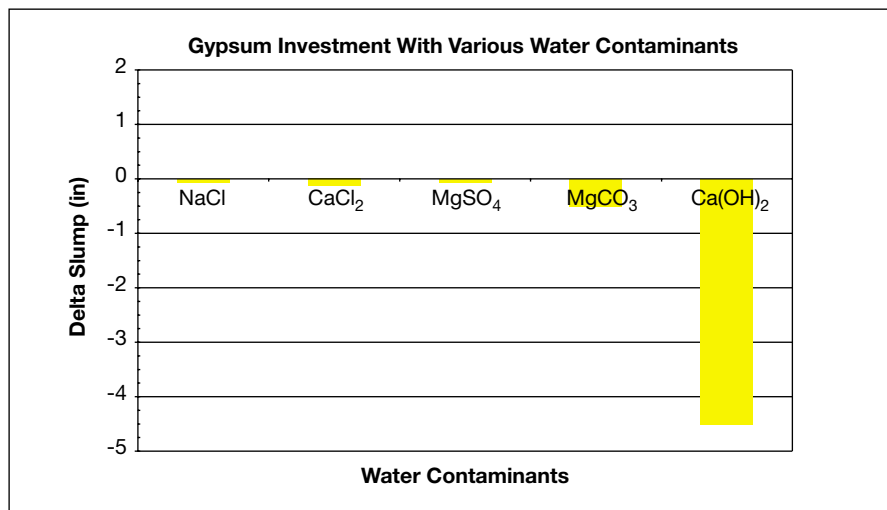 Gypsum Investment With Various Water Contaminants
2
1
0
-1
-2
-3
-4
-5
Delta Slump (in)
NaCl
CaCl₂
MgSO₄
MgCO₃
Ca(OH)₂
Water Contaminants